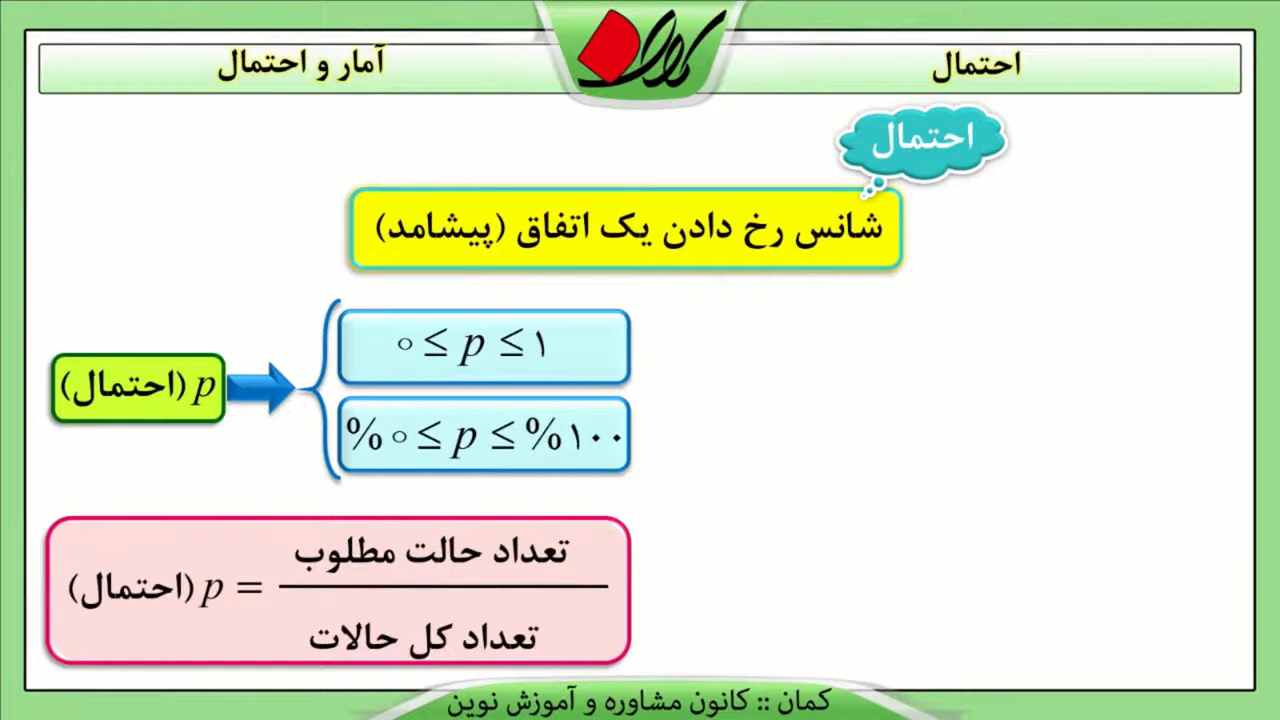 احتمال
آمار و احتمال
کمان
احتمال
شانس رخ دادن یک اتفاق (پیشامد)
p (احتمال)
۰ ≤ p ≤ ۱
%۰ ≤ p ≤ %۱۰۰
p (احتمال) =
تعداد حالت مطلوب
تعداد کل حالات
کمان :: کانون مشاوره و آموزش نوین